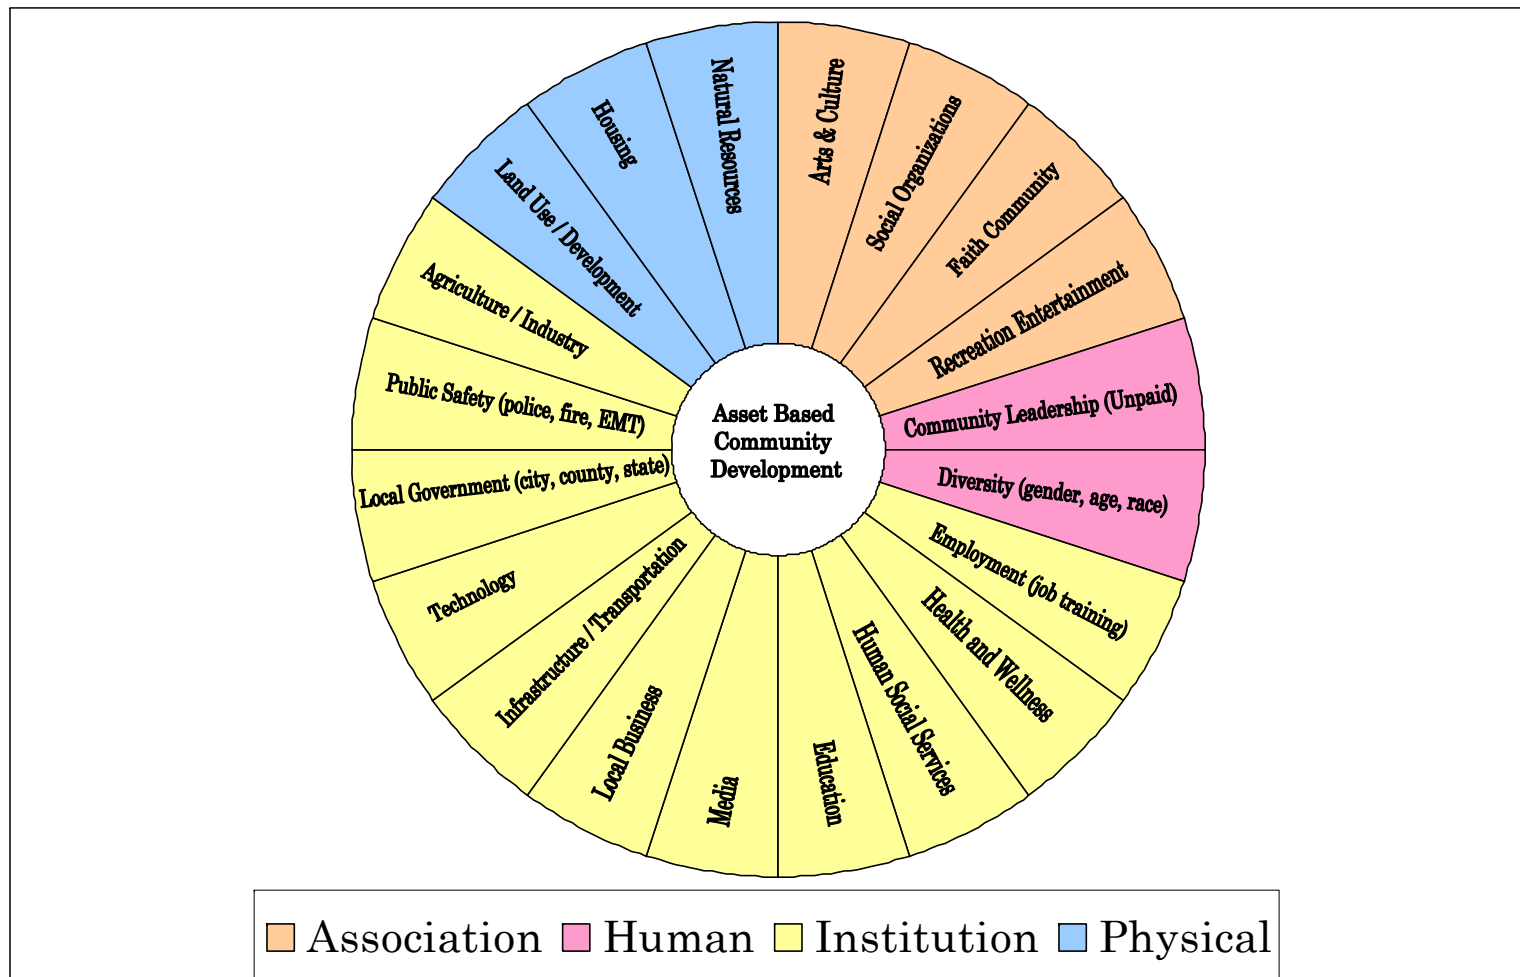 Arts & Culture
Social Organizations
Faith Community
Recreation Entertainment
Community Leadership (Unpaid)
Diversity (gender, age, race)
Employment (job training)
Health and Wellness
Human Social Services
Education
Media
Local Business
Infrastructure / Transportation
Technology
Local Government (city, county, state)
Public Safety (police, fire, EMT)
Agriculture / Industry
Land Use / Development
Housing
Natural Resources
Asset Based
Community
Development
Association Human Institution Physical